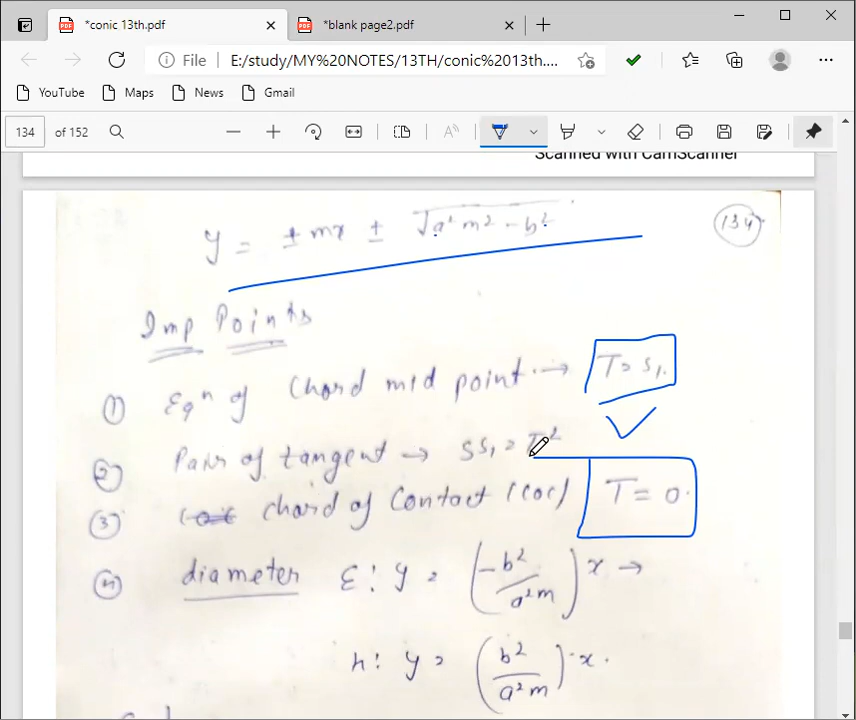 *conic 13th.pdf
*blank page2.pdf
File E:/study/MY%20NOTES/13TH/conic%2013th....
YouTube Maps News Gmail
134 of 152
Scanned with CamScanner
y = ± mx ± √a²m² - b² (134)
Imp Points
① Eqⁿ of Chord mid point → T = S₁.
② Pair of tangent → SS₁ = T²
③ chord of Contact (COC) T = 0.
④ diameter E: y = (-b²/a²m) x →
h: y = (b²/a²m) x.